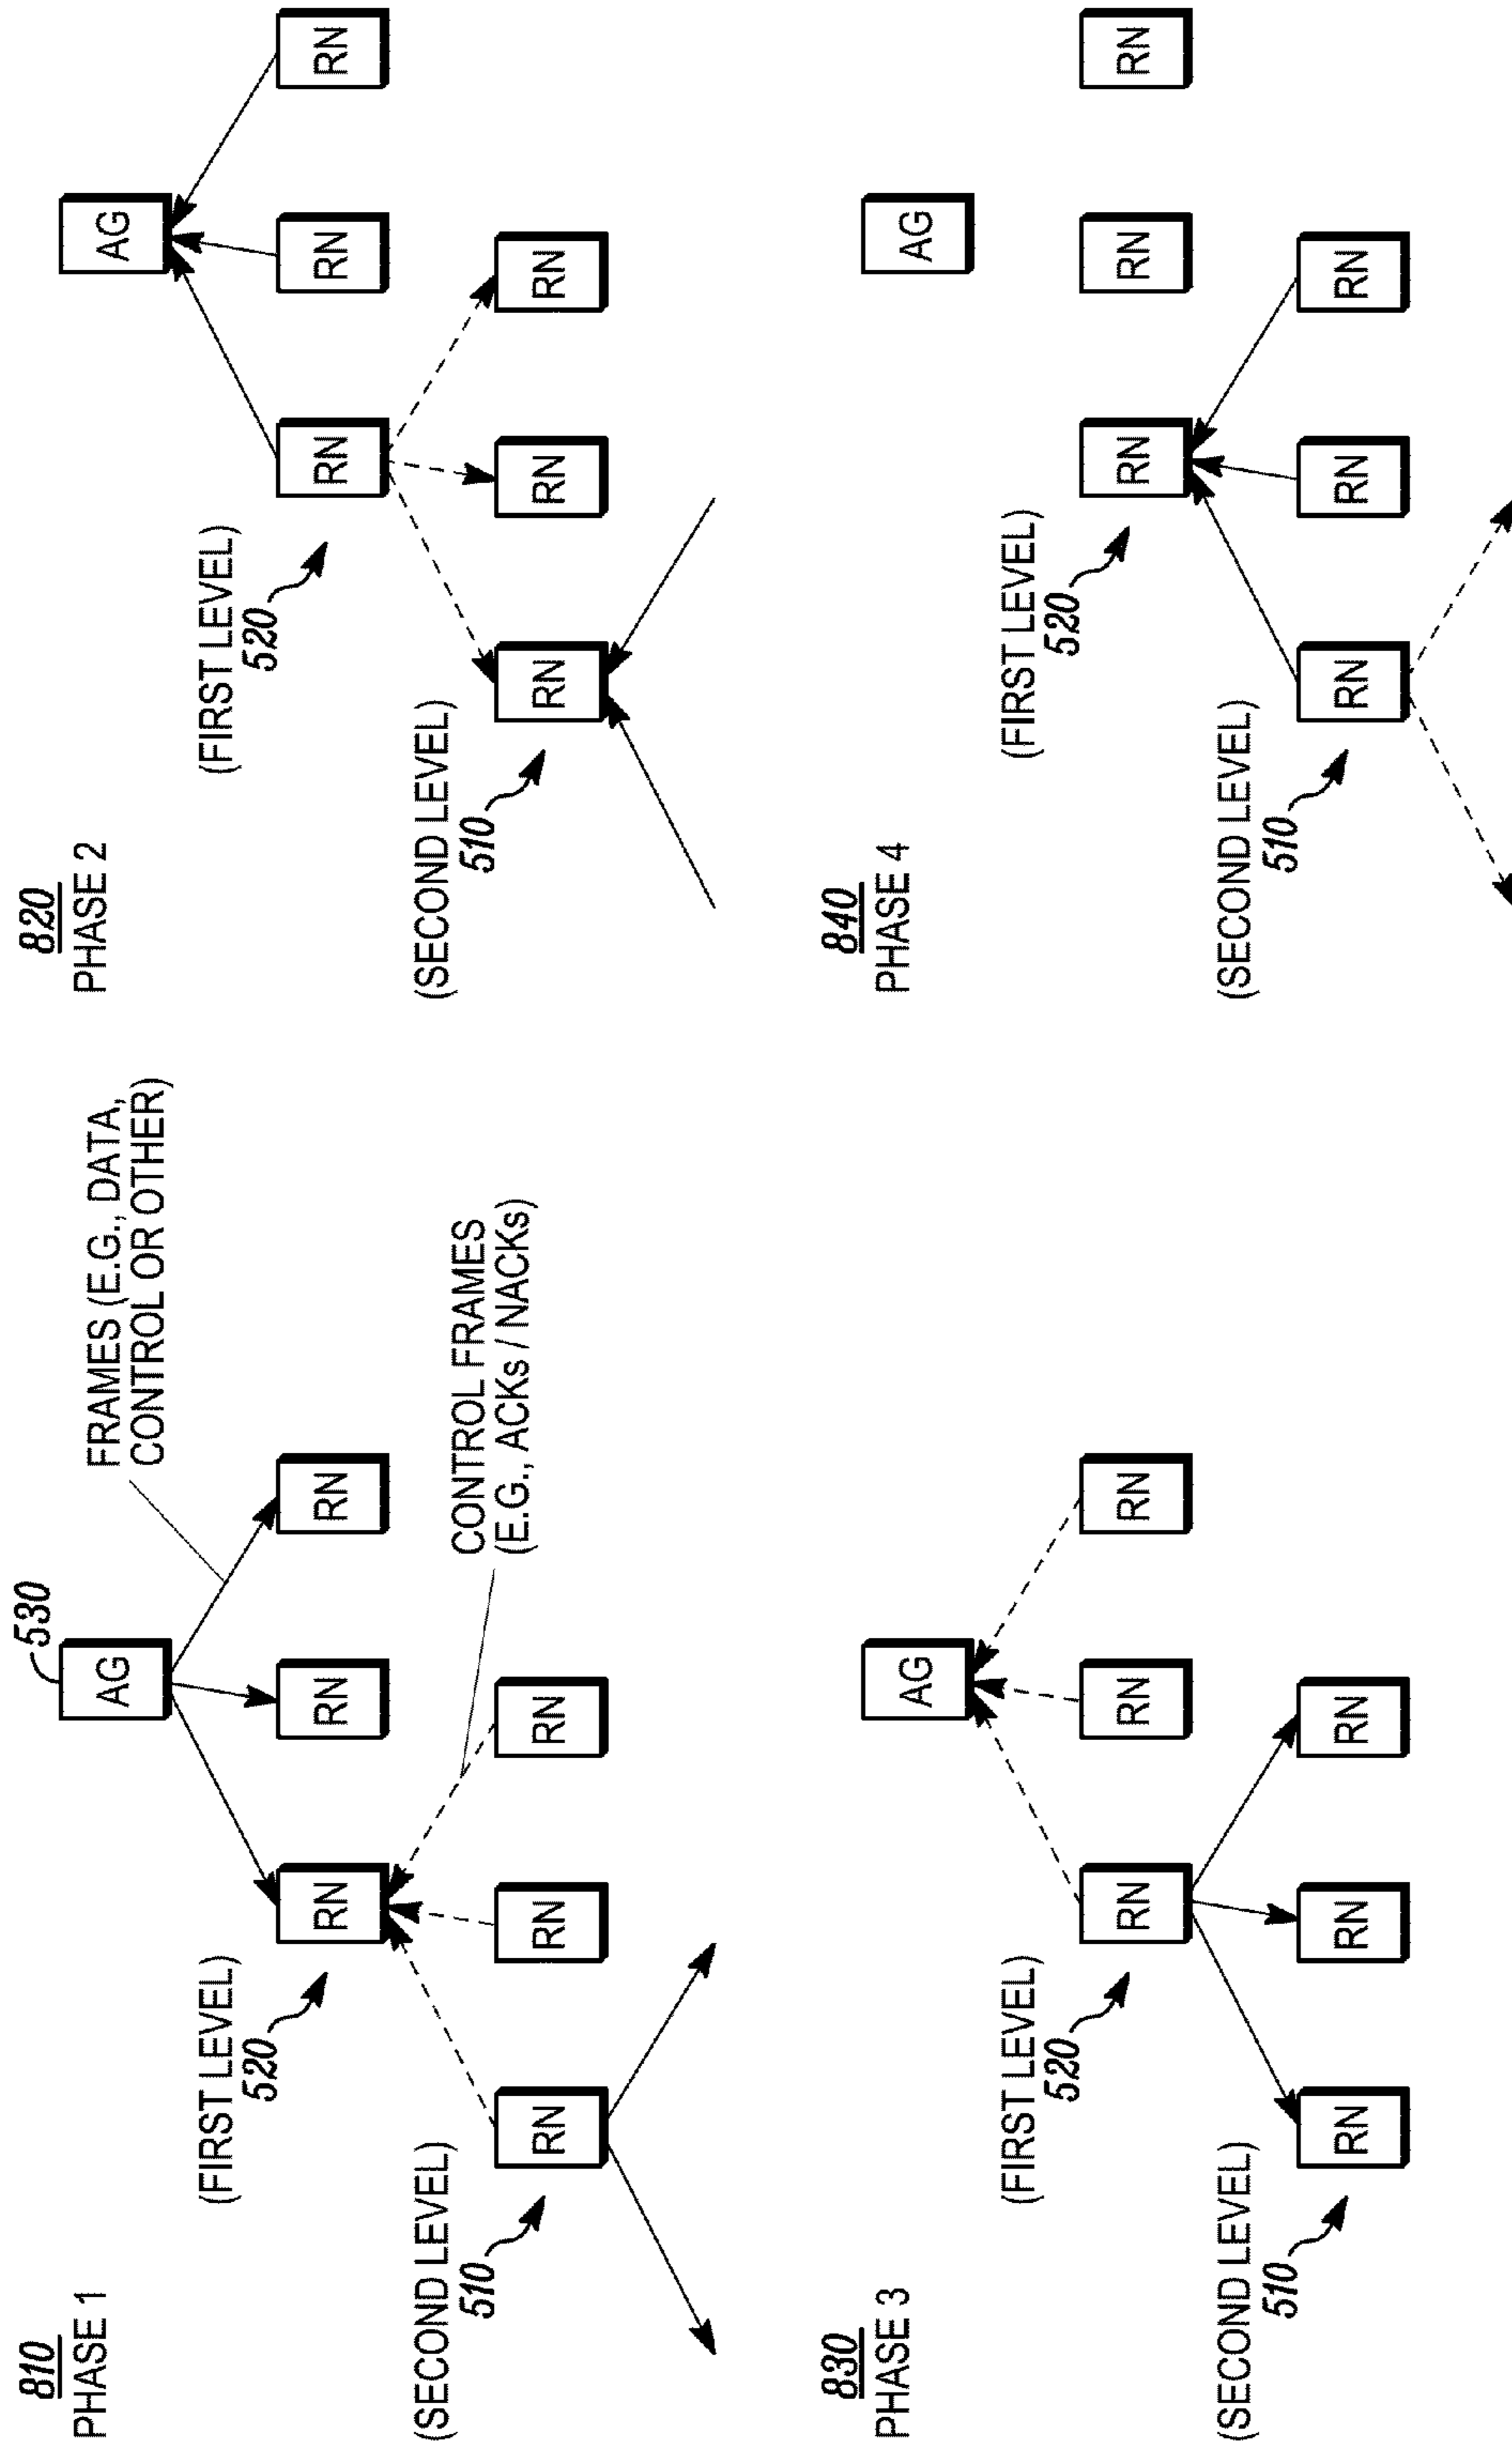 810
PHASE 1
530
AG
FRAMES (E.G., DATA,
CONTROL OR OTHER)
(FIRST LEVEL)
520
RN
RN
RN
CONTROL FRAMES
(E.G., ACKs / NACKs)
(SECOND LEVEL)
510
RN
RN
RN
820
PHASE 2
AG
(FIRST LEVEL)
520
RN
RN
RN
(SECOND LEVEL)
510
RN
RN
RN
830
PHASE 3
AG
(FIRST LEVEL)
520
RN
RN
RN
(SECOND LEVEL)
510
RN
RN
RN
840
PHASE 4
AG
(FIRST LEVEL)
520
RN
RN
RN
(SECOND LEVEL)
510
RN
RN
RN